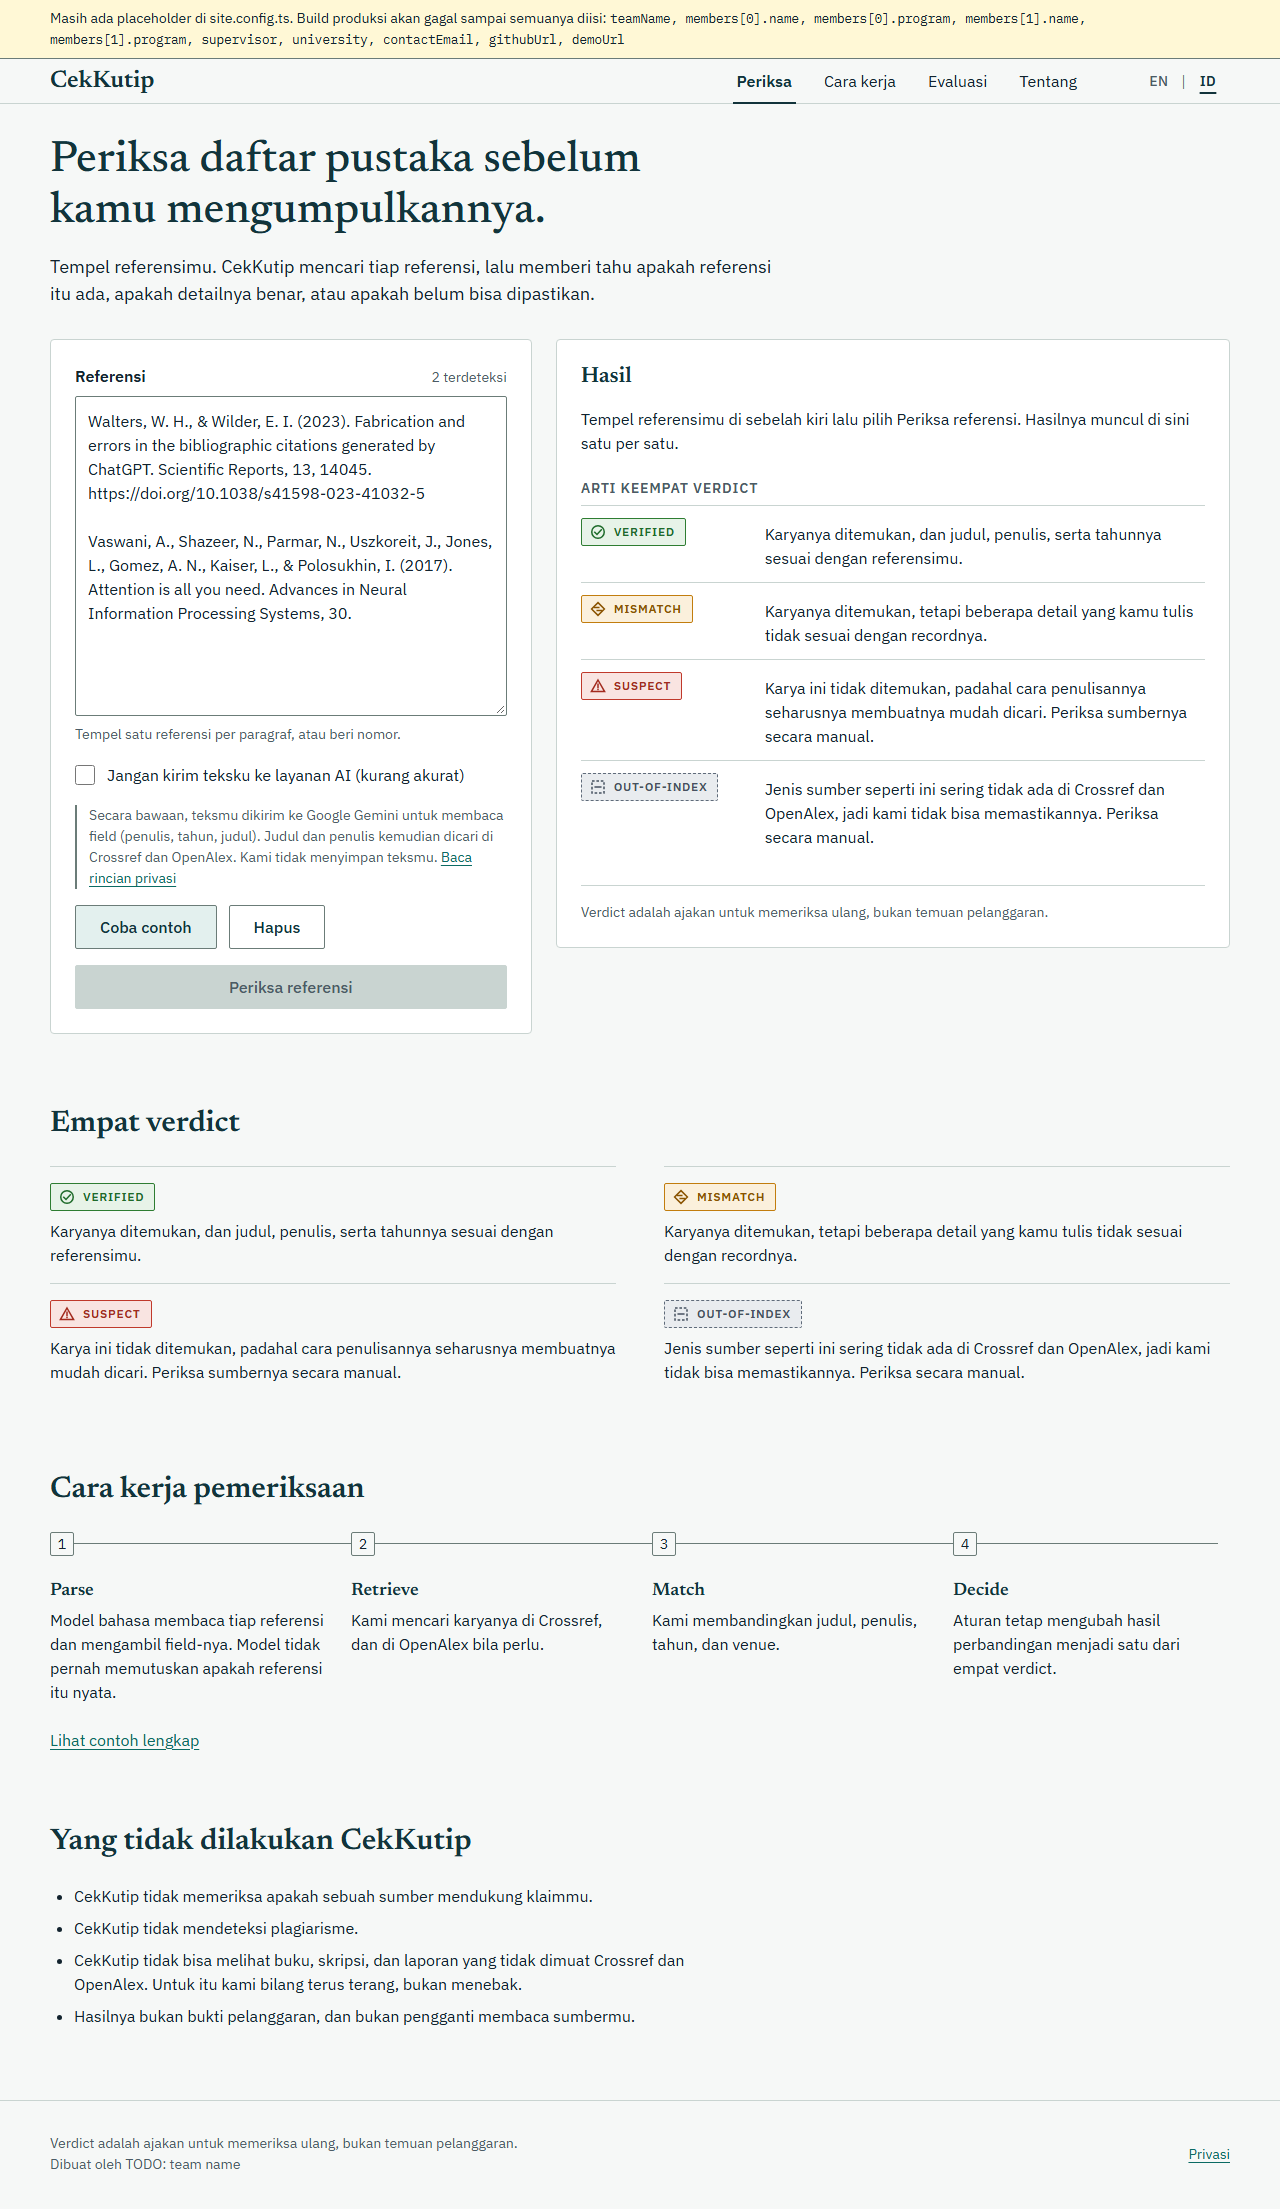 Masih ada placeholder di site.config.ts. Build produksi akan gagal sampai semuanya diisi: teamName, members[0].name, members[0].program, members[1].name,
members[1].program, supervisor, university, contactEmail, githubUrl, demoUrl
CekKutip
Periksa
Cara kerja
Evaluasi
Tentang
EN | ID
Periksa daftar pustaka sebelum
kamu mengumpulkannya.
Tempel referensimu. CekKutip mencari tiap referensi, lalu memberi tahu apakah referensi
itu ada, apakah detailnya benar, atau apakah belum bisa dipastikan.
Referensi
2 terdeteksi
Walters, W. H., & Wilder, E. I. (2023). Fabrication and
errors in the bibliographic citations generated by
ChatGPT. Scientific Reports, 13, 14045.
https://doi.org/10.1038/s41598-023-41032-5
Vaswani, A., Shazeer, N., Parmar, N., Uszkoreit, J., Jones,
L., Gomez, A. N., Kaiser, L., & Polosukhin, I. (2017).
Attention is all you need. Advances in Neural
Information Processing Systems, 30.
Tempel satu referensi per paragraf, atau beri nomor.
Jangan kirim teksku ke layanan AI (kurang akurat)
Secara bawaan, teksmu dikirim ke Google Gemini untuk membaca
field (penulis, tahun, judul). Judul dan penulis kemudian dicari di
Crossref dan OpenAlex. Kami tidak menyimpan teksmu. Baca
rincian privasi
Coba contoh
Hapus
Periksa referensi
Hasil
Tempel referensimu di sebelah kiri lalu pilih Periksa referensi. Hasilnya muncul di sini
satu per satu.
ARTI KEEMPAT VERDICT
VERIFIED
Karyanya ditemukan, dan judul, penulis, serta tahunnya
sesuai dengan referensimu.
MISMATCH
Karyanya ditemukan, tetapi beberapa detail yang kamu tulis
tidak sesuai dengan recordnya.
SUSPECT
Karya ini tidak ditemukan, padahal cara penulisannya
seharusnya membuatnya mudah dicari. Periksa sumbernya
secara manual.
OUT-OF-INDEX
Jenis sumber seperti ini sering tidak ada di Crossref dan
OpenAlex, jadi kami tidak bisa memastikannya. Periksa
secara manual.
Verdict adalah ajakan untuk memeriksa ulang, bukan temuan pelanggaran.
Empat verdict
VERIFIED
Karyanya ditemukan, dan judul, penulis, serta tahunnya sesuai dengan
referensimu.
MISMATCH
Karyanya ditemukan, tetapi beberapa detail yang kamu tulis tidak sesuai
dengan recordnya.
SUSPECT
Karya ini tidak ditemukan, padahal cara penulisannya seharusnya membuatnya
mudah dicari. Periksa sumbernya secara manual.
OUT-OF-INDEX
Jenis sumber seperti ini sering tidak ada di Crossref dan OpenAlex, jadi kami
tidak bisa memastikannya. Periksa secara manual.
Cara kerja pemeriksaan
1
Parse
Model bahasa membaca tiap referensi
dan mengambil field-nya. Model tidak
pernah memutuskan apakah referensi
itu nyata.
2
Retrieve
Kami mencari karyanya di Crossref,
dan di OpenAlex bila perlu.
3
Match
Kami membandingkan judul, penulis,
tahun, dan venue.
4
Decide
Aturan tetap mengubah hasil
perbandingan menjadi satu dari
empat verdict.
Lihat contoh lengkap
Yang tidak dilakukan CekKutip
• CekKutip tidak memeriksa apakah sebuah sumber mendukung klaimmu.
• CekKutip tidak mendeteksi plagiarisme.
• CekKutip tidak bisa melihat buku, skripsi, dan laporan yang tidak dimuat Crossref dan
OpenAlex. Untuk itu kami bilang terus terang, bukan menebak.
• Hasilnya bukan bukti pelanggaran, dan bukan pengganti membaca sumbermu.
Verdict adalah ajakan untuk memeriksa ulang, bukan temuan pelanggaran.
Dibuat oleh TODO: team name
Privasi